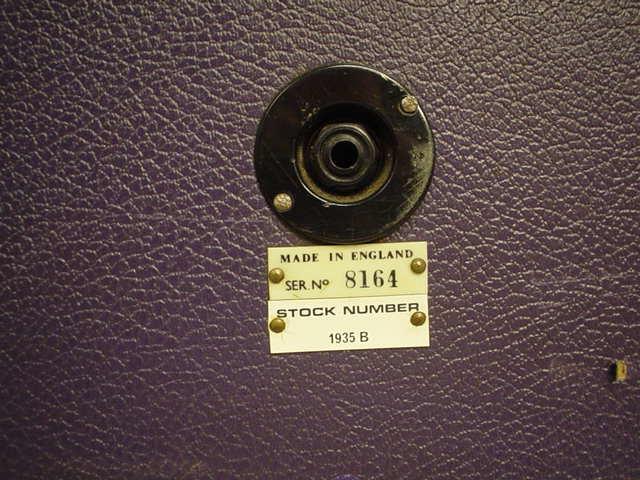 MADE IN ENGLAND
SER. Nº 8164
STOCK NUMBER
1935 B